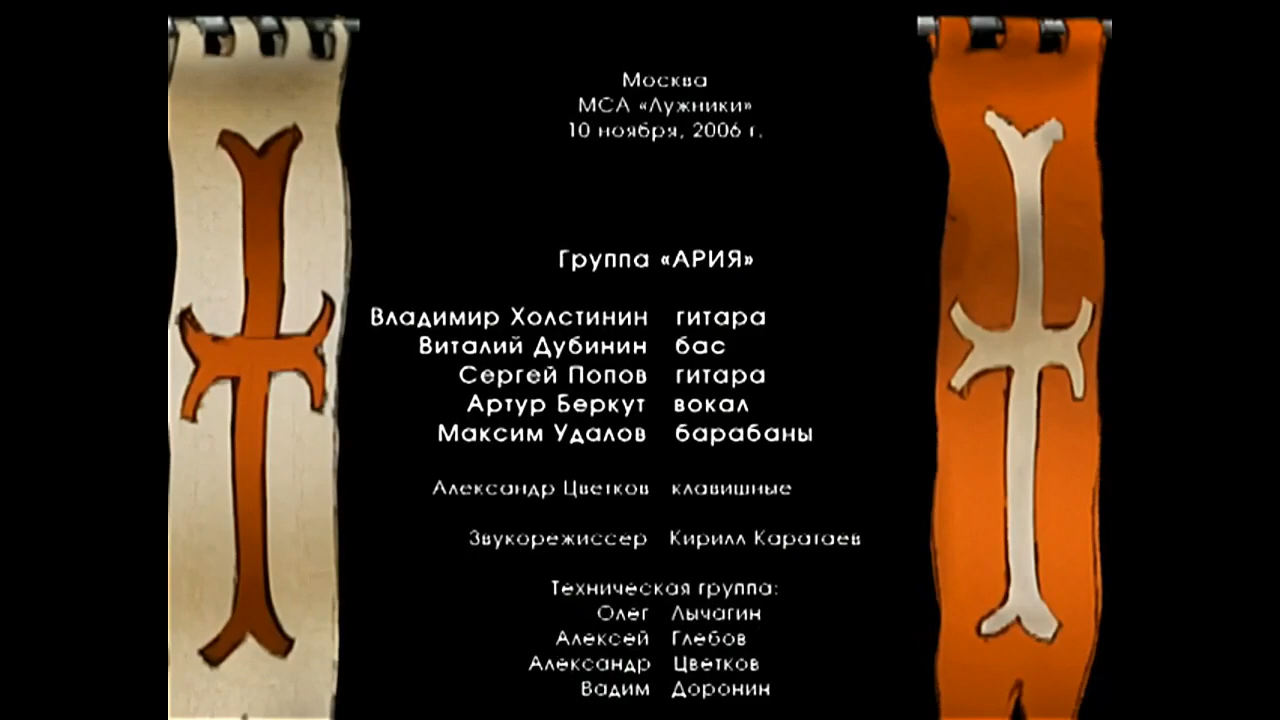 Москва
МСА «Лужники»
10 ноября, 2006 г.
Группа «АРИЯ»
Владимир Холстинин гитара
Виталий Дубинин бас
Сергей Попов гитара
Артур Беркут вокал
Максим Удалов барабаны
Александр Цветков клавишные
Звукорежиссер Кирилл Каратаев
Техническая группа:
Олег Лычагин
Алексей Глебов
Александр Цветков
Вадим Доронин